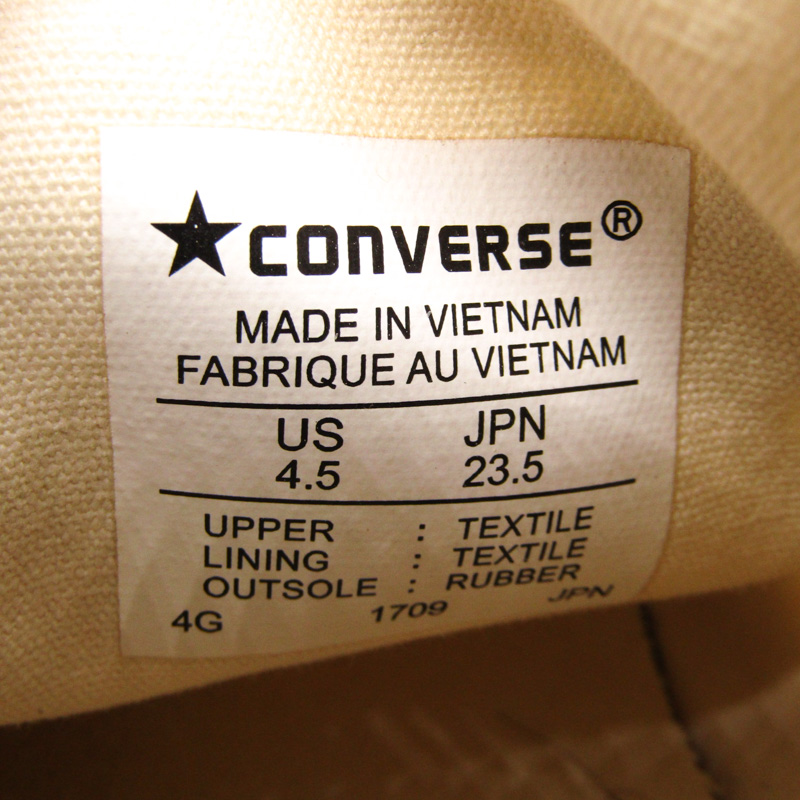 ★CONVERSE®
MADE IN VIETNAM
FABRIQUE AU VIETNAM
US JPN
4.5 23.5
UPPER : TEXTILE
LINING : TEXTILE
OUTSOLE : RUBBER
4G 1709 JPN